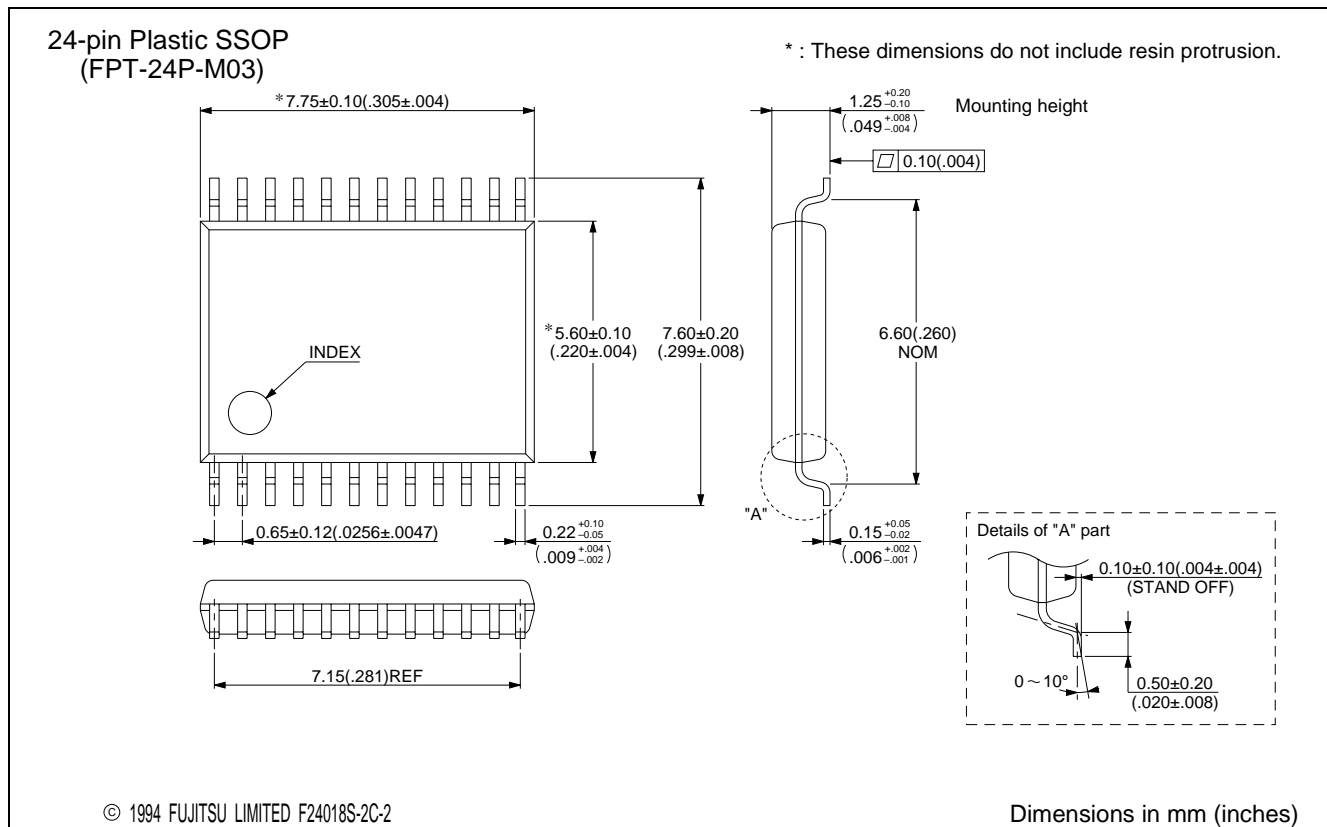 24-pin Plastic SSOP
(FPT-24P-M03)
* : These dimensions do not include resin protrusion.
*7.75±0.10(.305±.004)
1.25 +0.20 −0.10
(.049 +.008 −.004)
Mounting height
0.10(.004)
INDEX
*5.60±0.10
(.220±.004)
7.60±0.20
(.299±.008)
6.60(.260)
NOM
"A"
0.65±0.12(.0256±.0047)
0.22 +0.10 −0.05
(.009 +.004 −.002)
0.15 +0.05 −0.02
(.006 +.002 −.001)
Details of "A" part
0.10±0.10(.004±.004)
(STAND OFF)
0～10°
0.50±0.20
(.020±.008)
7.15(.281)REF
© 1994 FUJITSU LIMITED F24018S-2C-2
Dimensions in mm (inches)